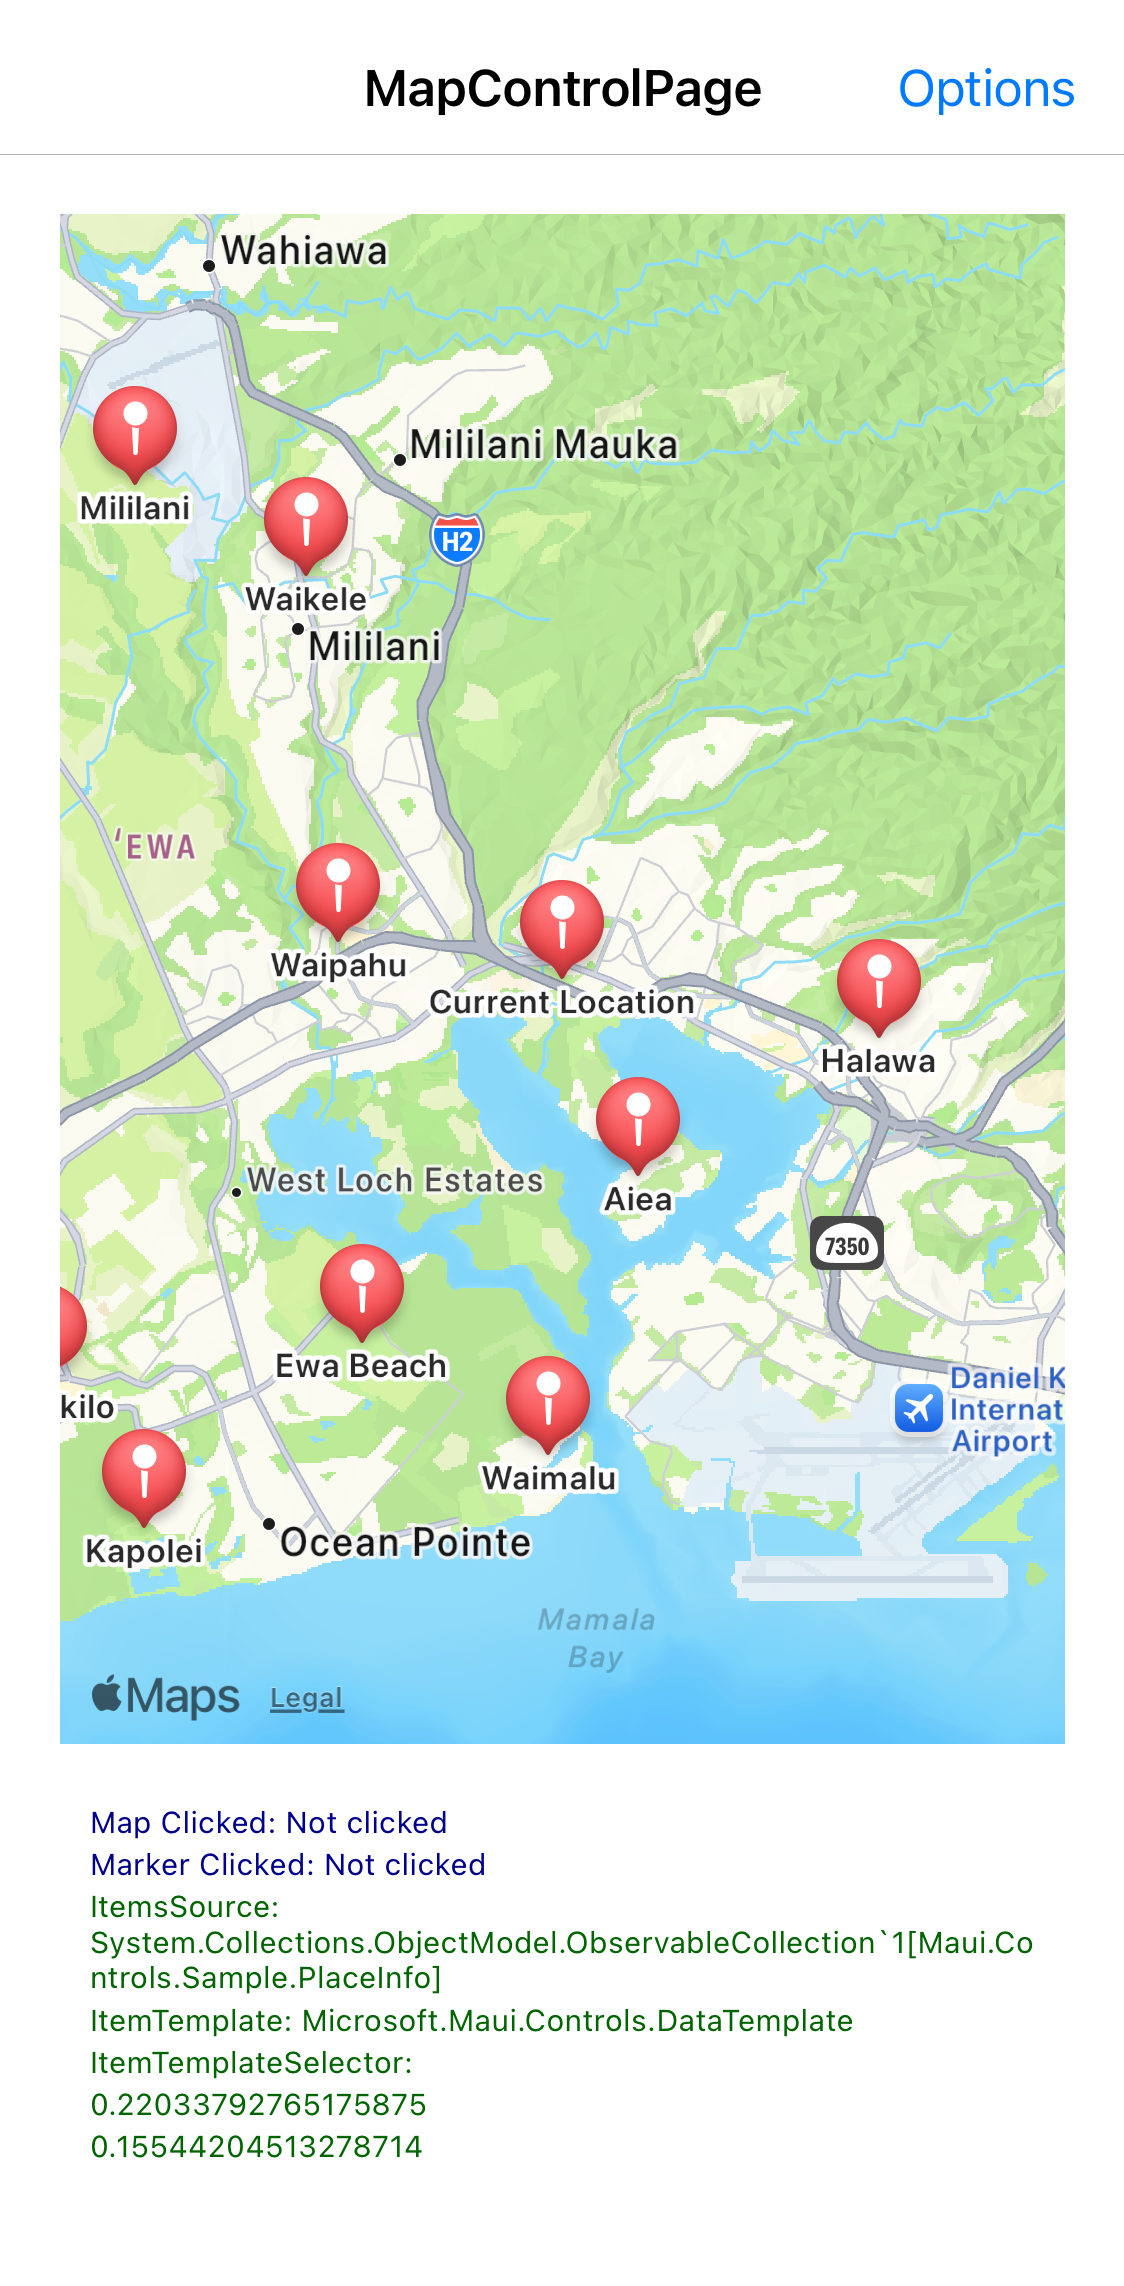 MapControlPage
Options
Wahiawa
Mililani Mauka
Mililani
H2
Waikele
Mililani
ʻEWA
Waipahu
Current Location
Halawa
West Loch Estates
Aiea
7350
Ewa Beach
Daniel K
Internat
Airport
kilo
Waimalu
Kapolei
Ocean Pointe
Mamala
Bay
Maps
Legal
Map Clicked: Not clicked
Marker Clicked: Not clicked
ItemsSource:
System.Collections.ObjectModel.ObservableCollection`1[Maui.Co
ntrols.Sample.PlaceInfo]
ItemTemplate: Microsoft.Maui.Controls.DataTemplate
ItemTemplateSelector:
0.22033792765175875
0.15544204513278714